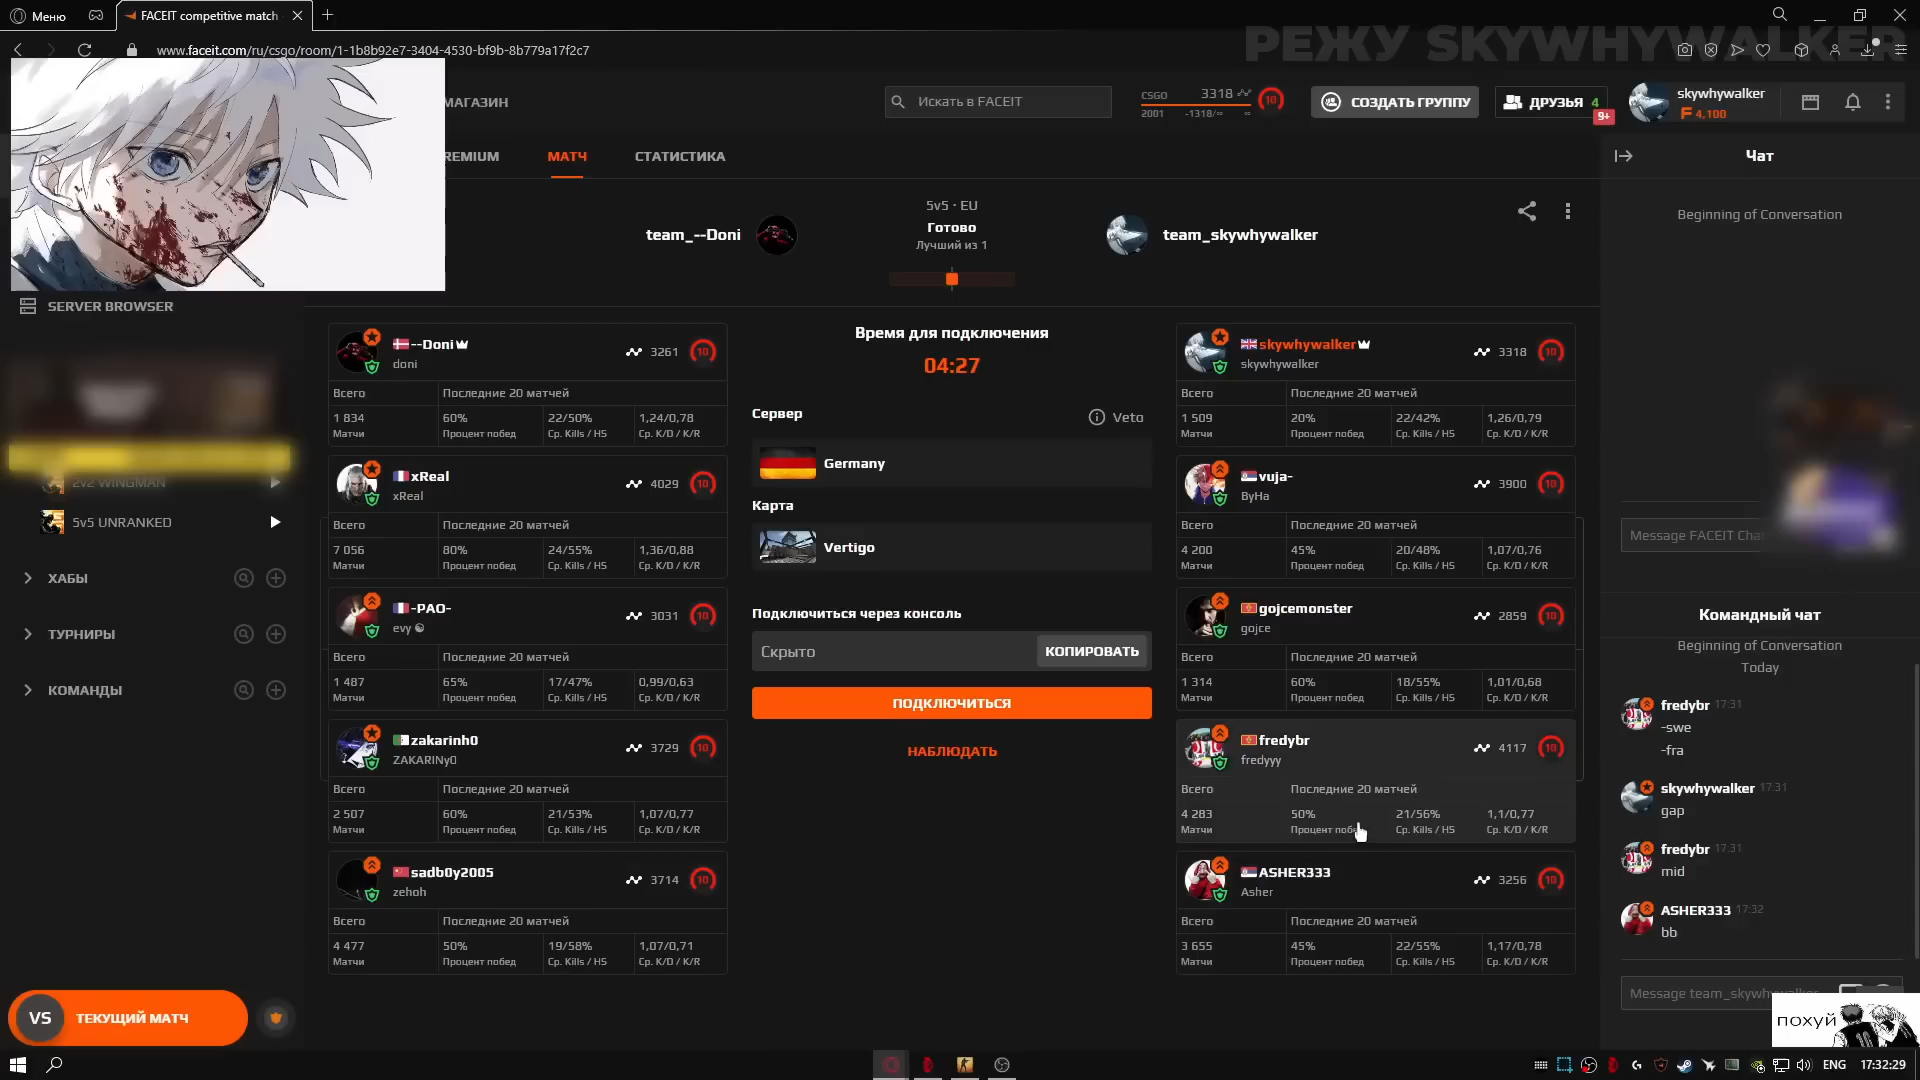 Меню
FACEIT competitive match
www.faceit.com/ru/csgo/room/1-1b8b92e7-3404-4530-bf9b-8b779a17f2c7
РЕЖУ SKYWHYWALKER
МАГАЗИН
Искать в FACEIT
CSGO 3318 10
2001 -1318/∞ ∞
СОЗДАТЬ ГРУППУ
ДРУЗЬЯ 4
9+
skywhywalker
4,100
REMIUM
МАТЧ
СТАТИСТИКА
team_--Doni
5v5 • EU
Готово
Лучший из 1
team_skywhywalker
SERVER BROWSER
2v2 WINGMAN
5v5 UNRANKED
ХАБЫ
ТУРНИРЫ
КОМАНДЫ
VS ТЕКУЩИЙ МАТЧ
--Doni
doni
3261 10
Всего Последние 20 матчей
1 834 60% 22/50% 1,24/0,78
Матчи Процент побед Ср. Kills / HS Ср. K/D / K/R
xReal
xReal
4029 10
Всего Последние 20 матчей
7 056 80% 24/55% 1,36/0,88
Матчи Процент побед Ср. Kills / HS Ср. K/D / K/R
-PAO-
evy
3031 10
Всего Последние 20 матчей
1 487 65% 17/47% 0,99/0,63
Матчи Процент побед Ср. Kills / HS Ср. K/D / K/R
zakarinh0
ZAKARINy0
3729 10
Всего Последние 20 матчей
2 507 60% 21/53% 1,07/0,77
Матчи Процент побед Ср. Kills / HS Ср. K/D / K/R
sadb0y2005
zehoh
3714 10
Всего Последние 20 матчей
4 477 50% 19/58% 1,07/0,71
Матчи Процент побед Ср. Kills / HS Ср. K/D / K/R
Время для подключения
04:27
Сервер
Veto
Germany
Карта
Vertigo
Подключиться через консоль
Скрыто
КОПИРОВАТЬ
ПОДКЛЮЧИТЬСЯ
НАБЛЮДАТЬ
skywhywalker
skywhywalker
3318 10
Всего Последние 20 матчей
1 509 20% 22/42% 1,26/0,79
Матчи Процент побед Ср. Kills / HS Ср. K/D / K/R
vuja-
ByHa
3900 10
Всего Последние 20 матчей
4 200 45% 20/48% 1,07/0,76
Матчи Процент побед Ср. Kills / HS Ср. K/D / K/R
gojcemonster
gojce
2859 10
Всего Последние 20 матчей
1 314 60% 18/55% 1,01/0,68
Матчи Процент побед Ср. Kills / HS Ср. K/D / K/R
fredybr
fredyyy
4117 10
Всего Последние 20 матчей
4 283 50% 21/56% 1,1/0,77
Матчи Процент побед Ср. Kills / HS Ср. K/D / K/R
ASHER333
Asher
3256 10
Всего Последние 20 матчей
3 655 45% 22/55% 1,17/0,78
Матчи Процент побед Ср. Kills / HS Ср. K/D / K/R
Чат
Beginning of Conversation
Message FACEIT Cha
Командный чат
Beginning of Conversation
Today
fredybr 17:31
-swe
-fra
skywhywalker 17:31
gap
fredybr 17:31
mid
ASHER333 17:32
bb
Message team_skywhywalker
похуй
ENG
17:32:29